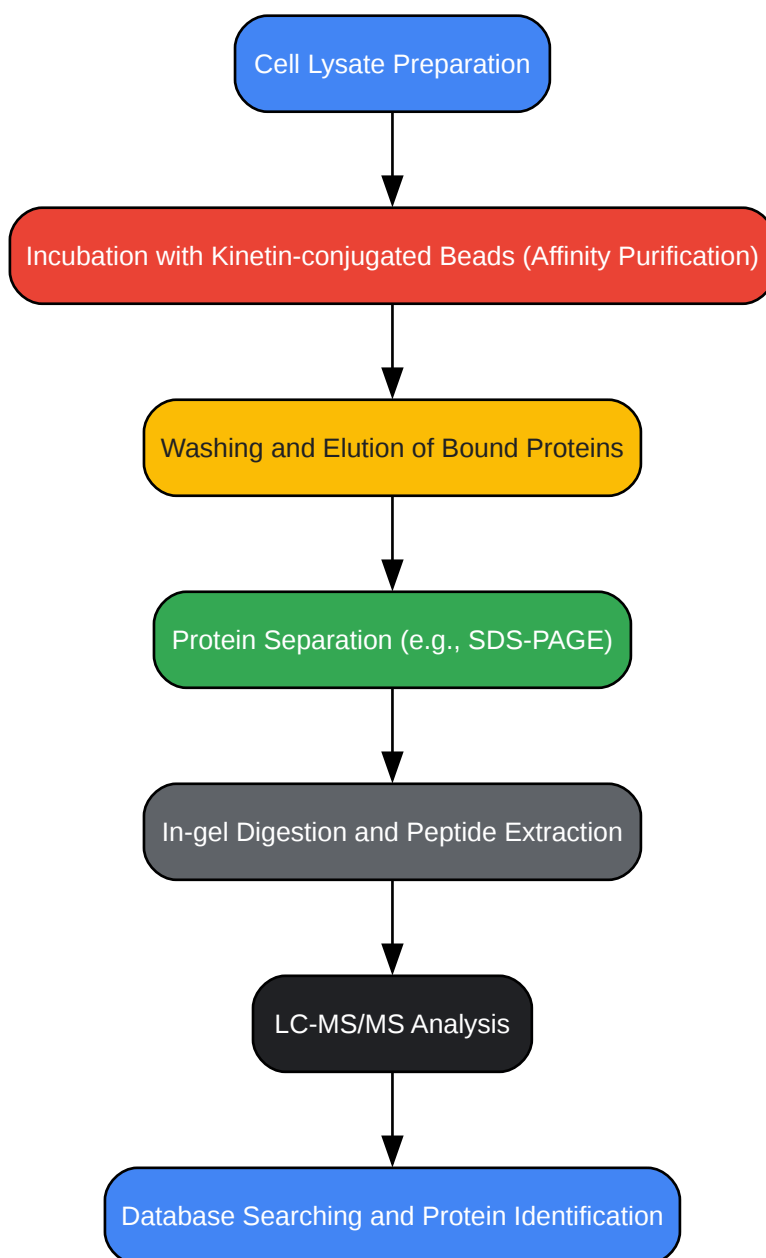 Cell Lysate Preparation
Incubation with Kinetin-conjugated Beads (Affinity Purification)
Washing and Elution of Bound Proteins
Protein Separation (e.g., SDS-PAGE)
In-gel Digestion and Peptide Extraction
LC-MS/MS Analysis
Database Searching and Protein Identification